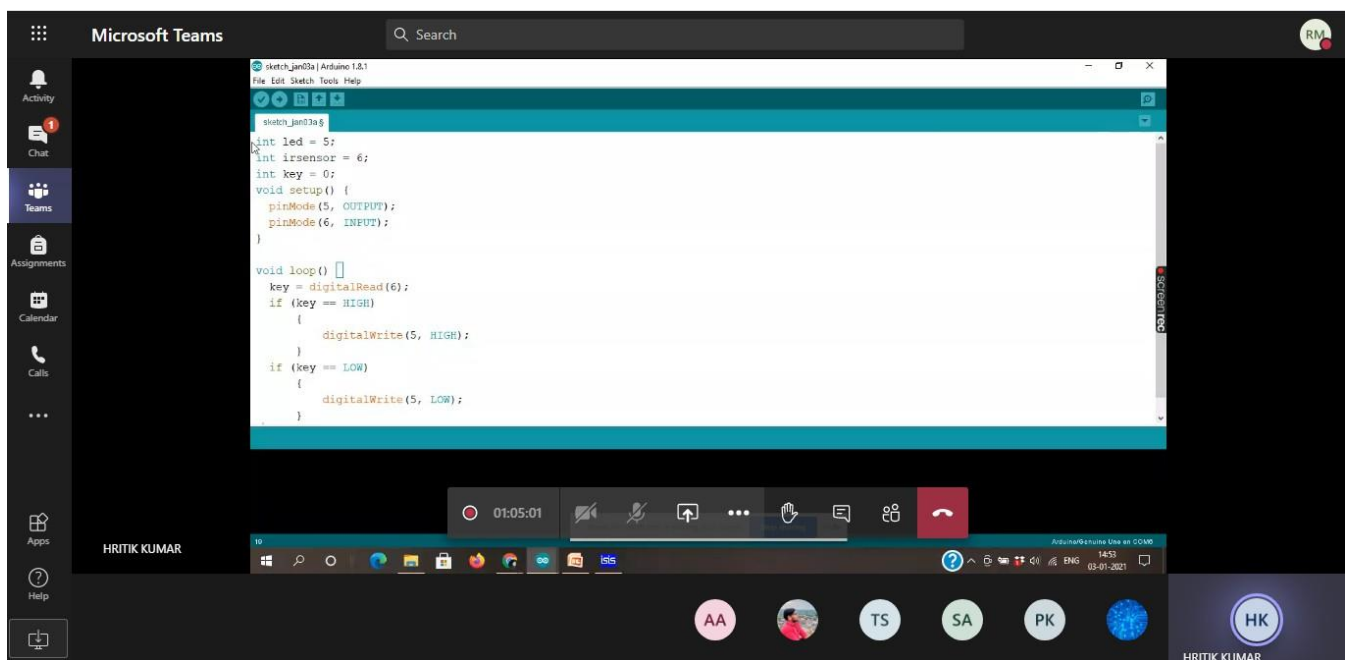 Microsoft Teams
Search
RM
Activity
1
Chat
Teams
Assignments
Calendar
Calls
Apps
Help
sketch_jan03a | Arduino 1.8.1
File Edit Sketch Tools Help
sketch_jan03a §
int led = 5;
int irsensor = 6;
int key = 0;
void setup() {
pinMode(5, OUTPUT);
pinMode(6, INPUT);
}
void loop() {
key = digitalRead(6);
if (key == HIGH)
{
digitalWrite(5, HIGH);
}
if (key == LOW)
{
digitalWrite(5, LOW);
}
screenrec
01:05:01
19
Arduino/Genuino Uno on COM6
HRITIK KUMAR
isis
ENG
14:53
03-01-2021
AA
TS
SA
PK
HK
HRITIK KUMAR